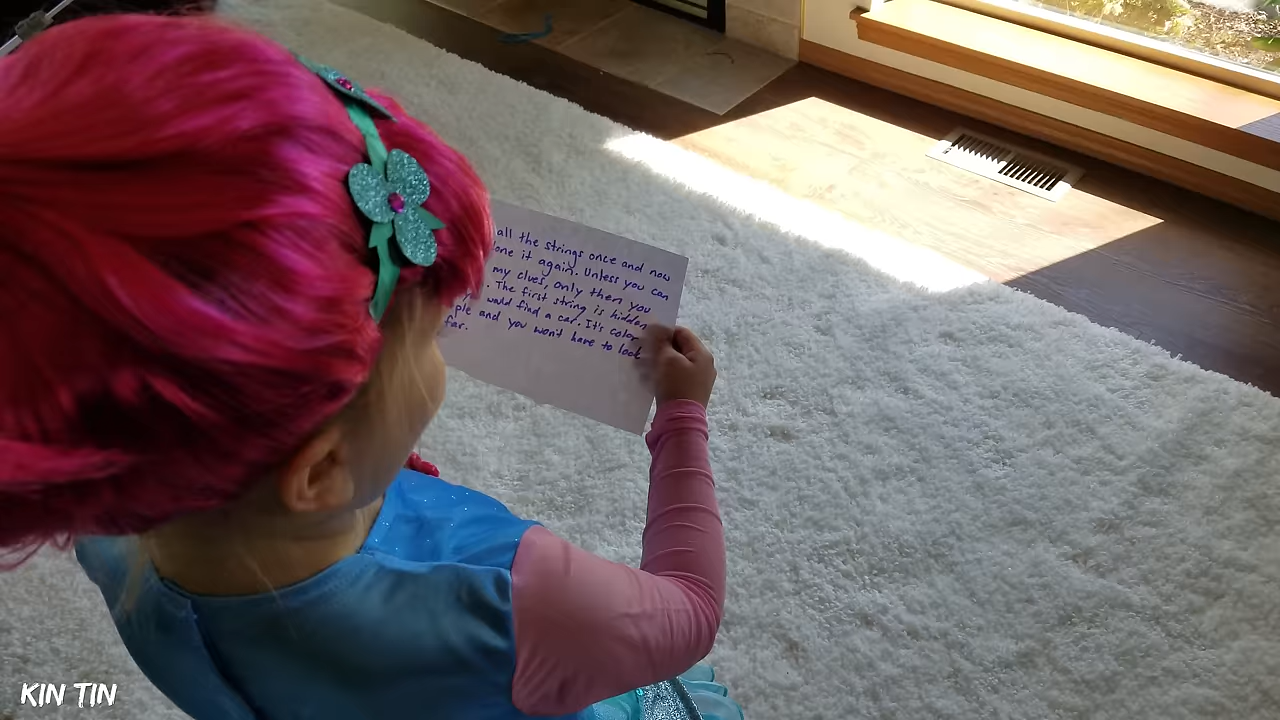 all the strings once and now
it again. Unless you can
my clues, only then you
. The first string is hidden
would find a car. It's color
and you won't have to look
far.
KIN TIN